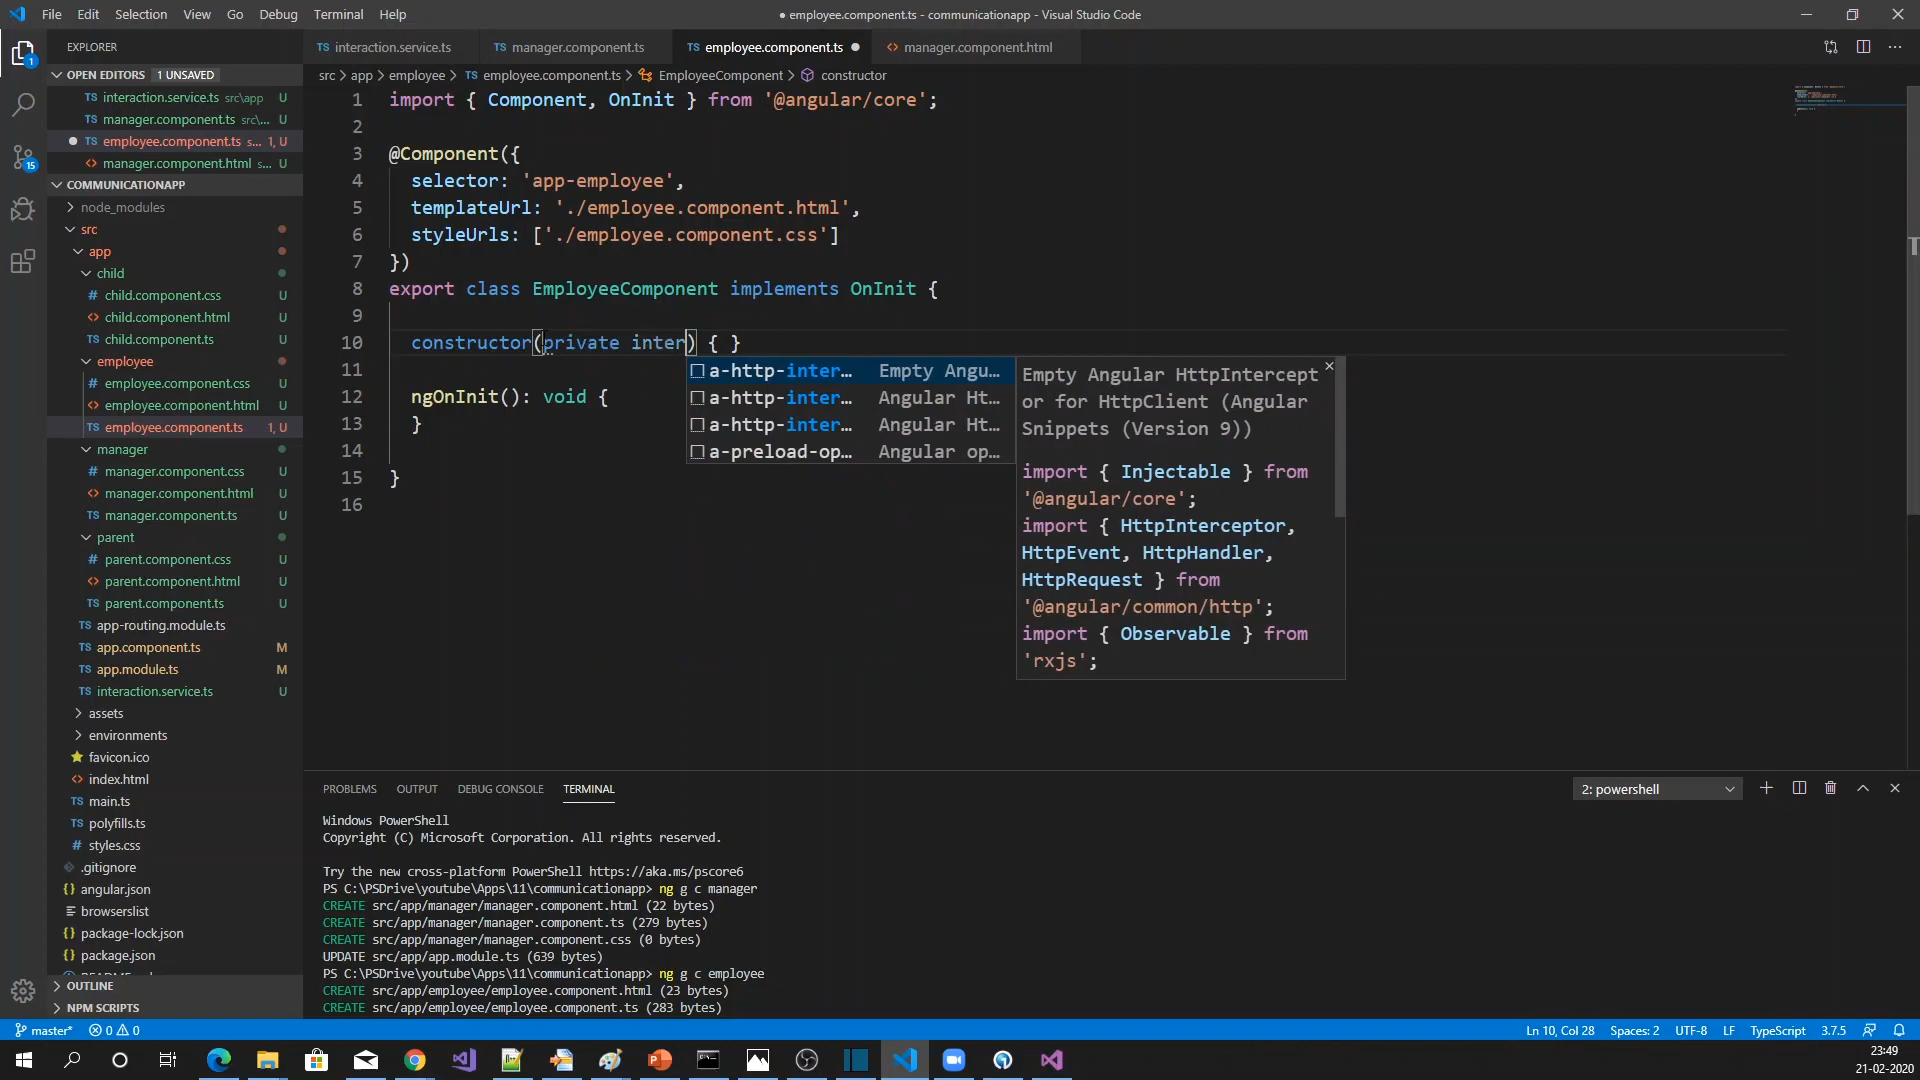 File Edit Selection View Go Debug Terminal Help
● employee.component.ts - communicationapp - Visual Studio Code
EXPLORER
OPEN EDITORS 1 UNSAVED
TS interaction.service.ts src\app U
TS manager.component.ts src\... U
● TS employee.component.ts s... 1, U
<> manager.component.html s... U
COMMUNICATIONAPP
node_modules
src
app
child
# child.component.css U
<> child.component.html U
TS child.component.ts U
employee
# employee.component.css U
<> employee.component.html U
TS employee.component.ts 1, U
manager
# manager.component.css U
<> manager.component.html U
TS manager.component.ts U
parent
# parent.component.css U
<> parent.component.html U
TS parent.component.ts U
TS app-routing.module.ts
TS app.component.ts M
TS app.module.ts M
TS interaction.service.ts U
assets
environments
favicon.ico
<> index.html
TS main.ts
TS polyfills.ts
# styles.css
.gitignore
{} angular.json
browserslist
{} package-lock.json
{} package.json
OUTLINE
NPM SCRIPTS
1
15
TS interaction.service.ts TS manager.component.ts TS employee.component.ts ● <> manager.component.html
src > app > employee > TS employee.component.ts > EmployeeComponent > constructor
1 import { Component, OnInit } from '@angular/core';
2
3 @Component({
4 selector: 'app-employee',
5 templateUrl: './employee.component.html',
6 styleUrls: ['./employee.component.css']
7 })
8 export class EmployeeComponent implements OnInit {
9
10 constructor(private inter) { }
11
12 ngOnInit(): void {
13 }
14
15 }
16
a-http-inter... Empty Angu...
a-http-inter... Angular Ht...
a-http-inter... Angular Ht...
a-preload-op... Angular op...
Empty Angular HttpIntercept
or for HttpClient (Angular
Snippets (Version 9))
import { Injectable } from
'@angular/core';
import { HttpInterceptor,
HttpEvent, HttpHandler,
HttpRequest } from
'@angular/common/http';
import { Observable } from
'rxjs';
PROBLEMS OUTPUT DEBUG CONSOLE TERMINAL
2: powershell
Windows PowerShell
Copyright (C) Microsoft Corporation. All rights reserved.
Try the new cross-platform PowerShell https://aka.ms/pscore6
PS C:\PSDrive\youtube\Apps\11\communicationapp> ng g c manager
CREATE src/app/manager/manager.component.html (22 bytes)
CREATE src/app/manager/manager.component.ts (279 bytes)
CREATE src/app/manager/manager.component.css (0 bytes)
UPDATE src/app/app.module.ts (639 bytes)
PS C:\PSDrive\youtube\Apps\11\communicationapp> ng g c employee
CREATE src/app/employee/employee.component.html (23 bytes)
CREATE src/app/employee/employee.component.ts (283 bytes)
master* 0 0
Ln 10, Col 28 Spaces: 2 UTF-8 LF TypeScript 3.7.5
23:49
21-02-2020